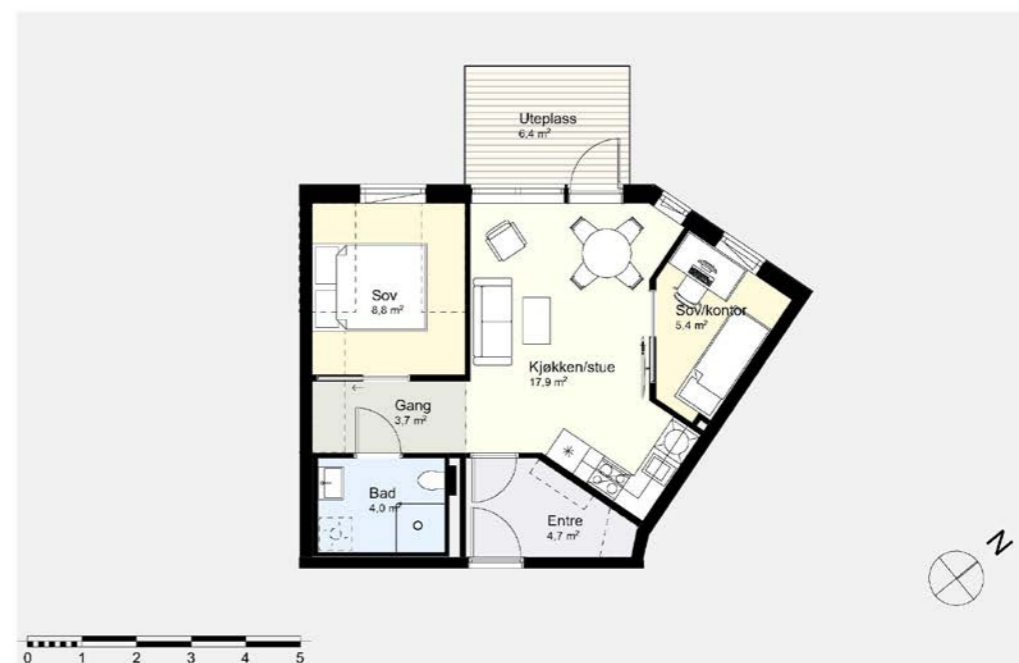 Uteplass
6,4 m²
Sov
8,8 m²
Sov/kontor
5,4 m²
Kjøkken/stue
17,9 m²
Gang
3,7 m²
Bad
4,0 m²
Entre
4,7 m²
N
0 1 2 3 4 5